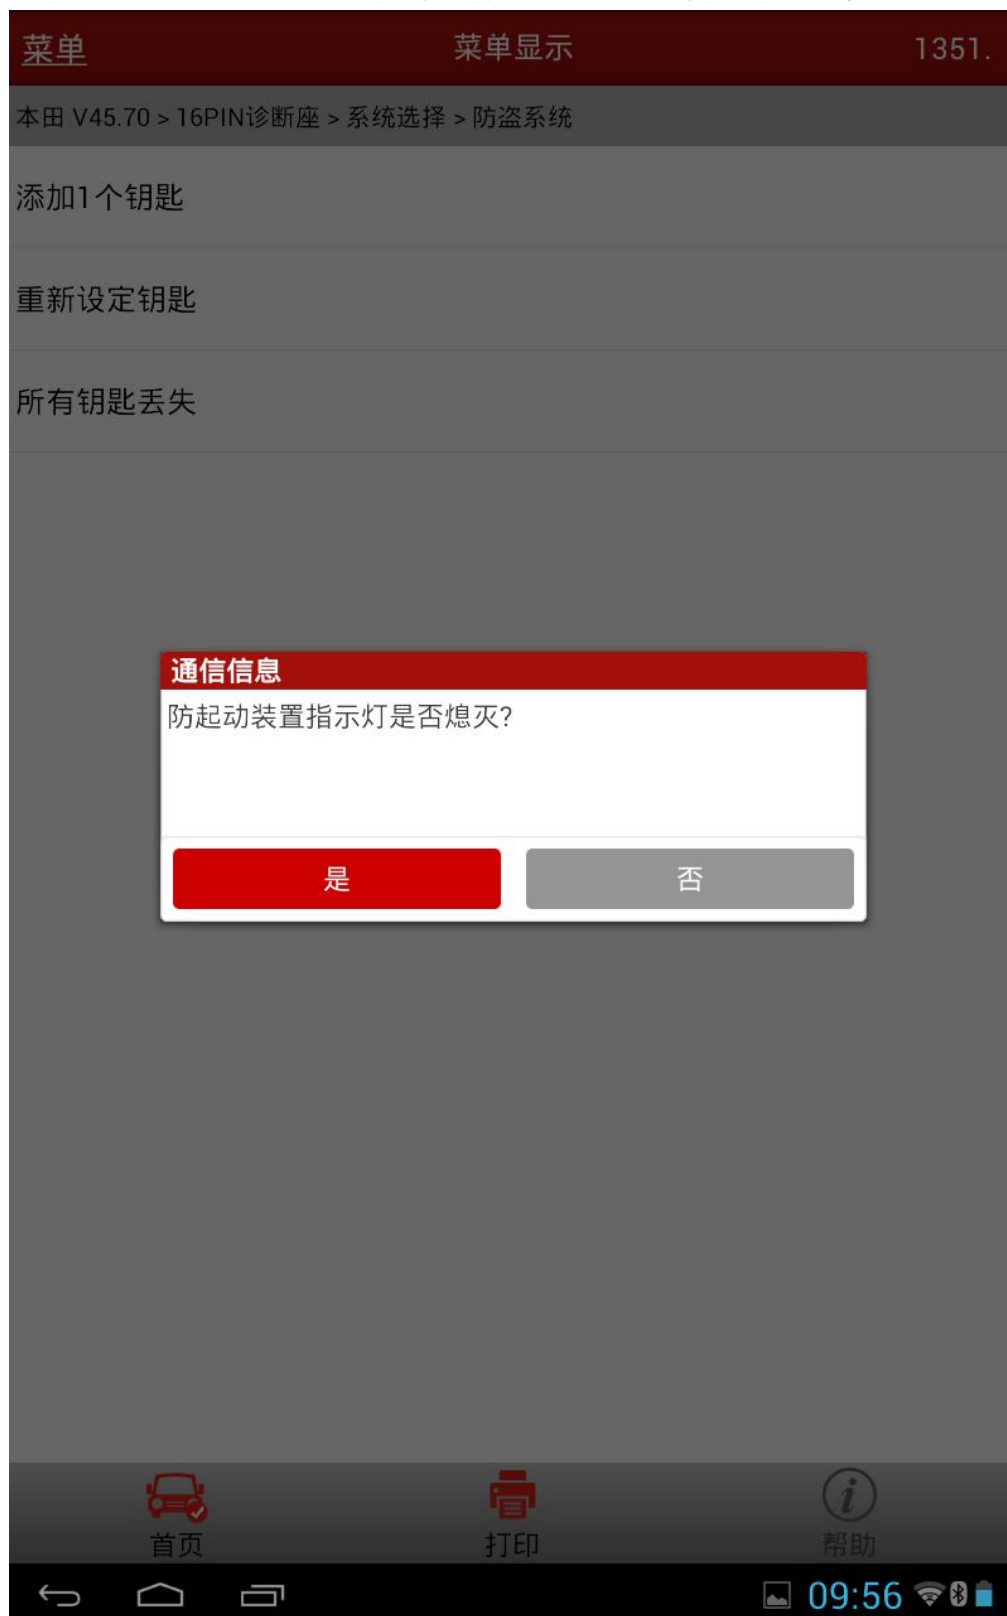 菜单 菜单显示 1351.
本田 V45.70 > 16PIN诊断座 > 系统选择 > 防盗系统
添加1个钥匙
重新设定钥匙
所有钥匙丢失
通信信息
防起动装置指示灯是否熄灭?
是 否
首页 打印 帮助
09:56